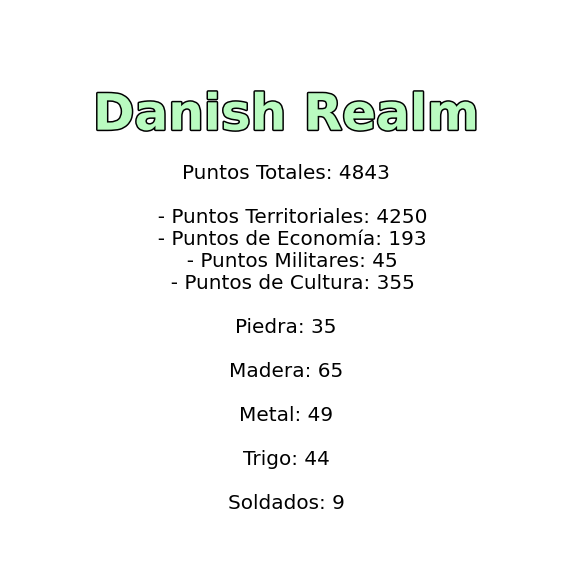 Danish Realm
Puntos Totales: 4843
- Puntos Territoriales: 4250
- Puntos de Economía: 193
- Puntos Militares: 45
- Puntos de Cultura: 355
Piedra: 35
Madera: 65
Metal: 49
Trigo: 44
Soldados: 9